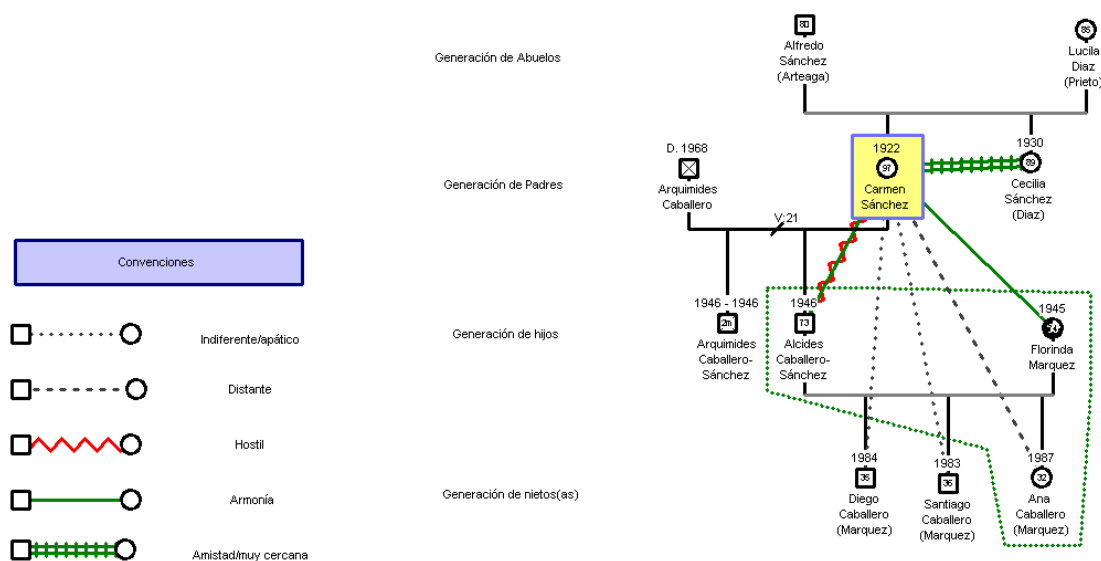 80
Alfredo
Sánchez
(Arteaga)
86
Lucila
Diaz
(Prieto)
Generación de Abuelos
1922
97
Carmen
Sánchez
1930
89
Cecilia
Sánchez
(Diaz)
D. 1968
Arquimides
Caballero
Generación de Padres
V:21
Convenciones
1946 - 1946
2m
Arquimides
Caballero-
Sánchez
1946
73
Alcides
Caballero-
Sánchez
1945
Florinda
Marquez
Generación de hijos
Indiferente/apático
Distante
Hostil
Armonía
Amistad/muy cercana
1984
35
Diego
Caballero
(Marquez)
1983
36
Santiago
Caballero
(Marquez)
1987
32
Ana
Caballero
(Marquez)
Generación de nietos(as)